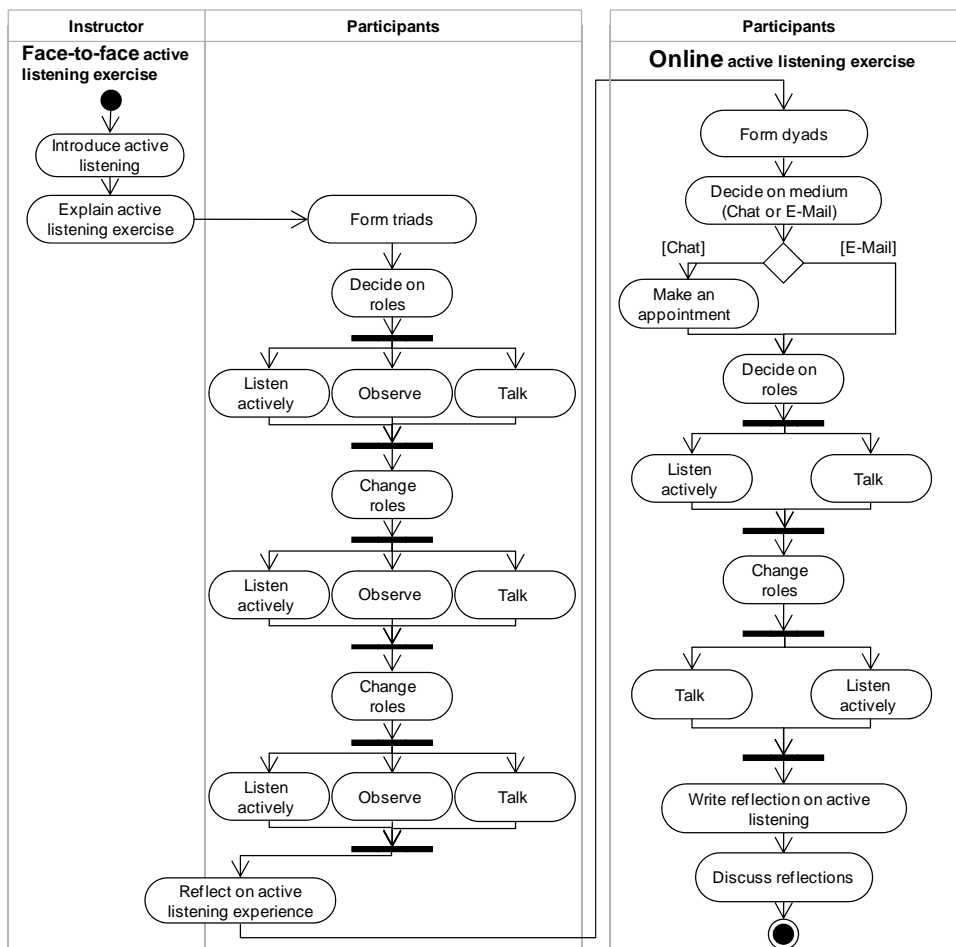 Instructor
Participants
Face-to-face active
listening exercise
Introduce active
listening
Explain active
listening exercise
Form triads
Decide on
roles
Listen
actively
Observe
Talk
Change
roles
Listen
actively
Observe
Talk
Change
roles
Listen
actively
Observe
Talk
Reflect on active
listening experience
Participants
Online active listening exercise
Form dyads
Decide on medium
(Chat or E-Mail)
[Chat]
[E-Mail]
Make an
appointment
Decide on
roles
Listen
actively
Talk
Change
roles
Talk
Listen
actively
Write reflection on active
listening
Discuss reflections